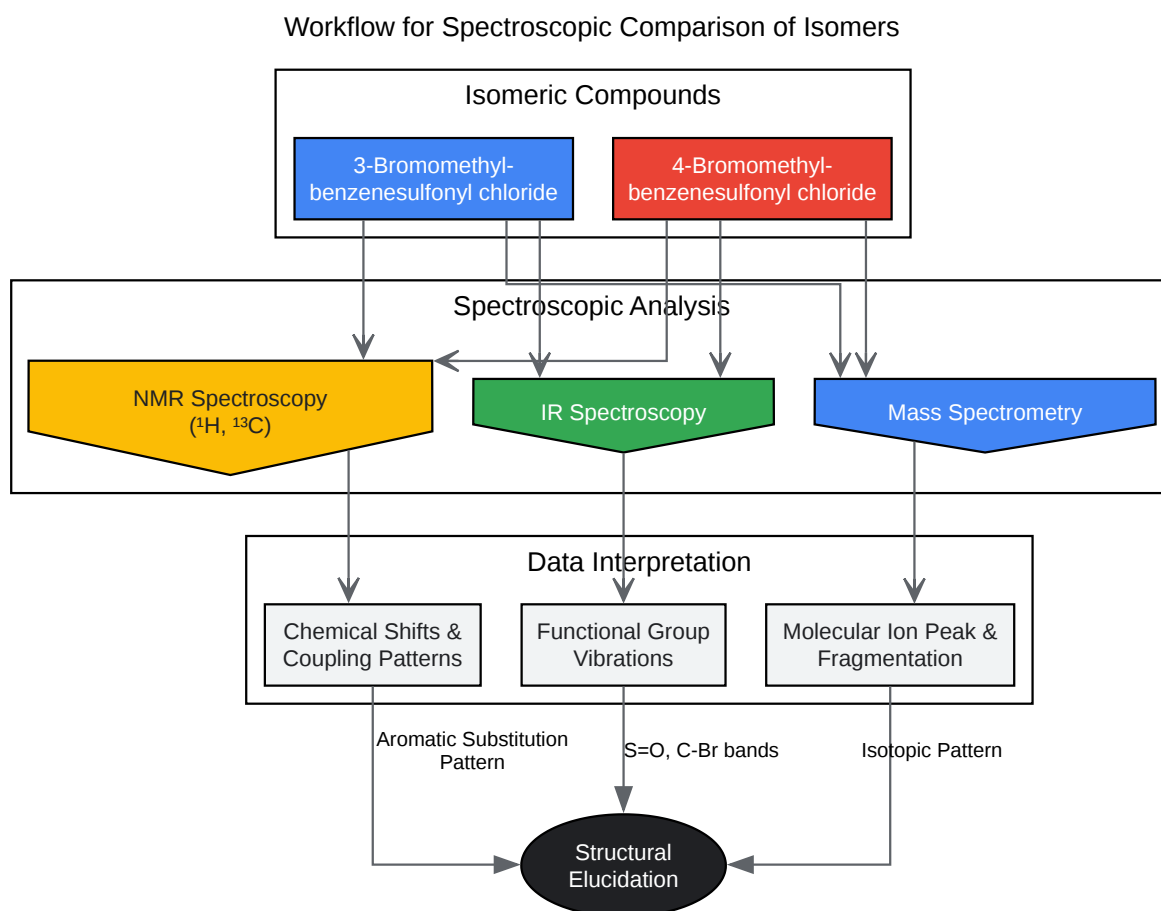 Workflow for Spectroscopic Comparison of Isomers
Isomeric Compounds
3-Bromomethyl-
benzenesulfonyl chloride
4-Bromomethyl-
benzenesulfonyl chloride
Spectroscopic Analysis
NMR Spectroscopy
(¹H, ¹³C)
IR Spectroscopy
Mass Spectrometry
Data Interpretation
Chemical Shifts &
Coupling Patterns
Functional Group
Vibrations
Molecular Ion Peak &
Fragmentation
Aromatic Substitution
Pattern
S=O, C-Br bands
Isotopic Pattern
Structural
Elucidation